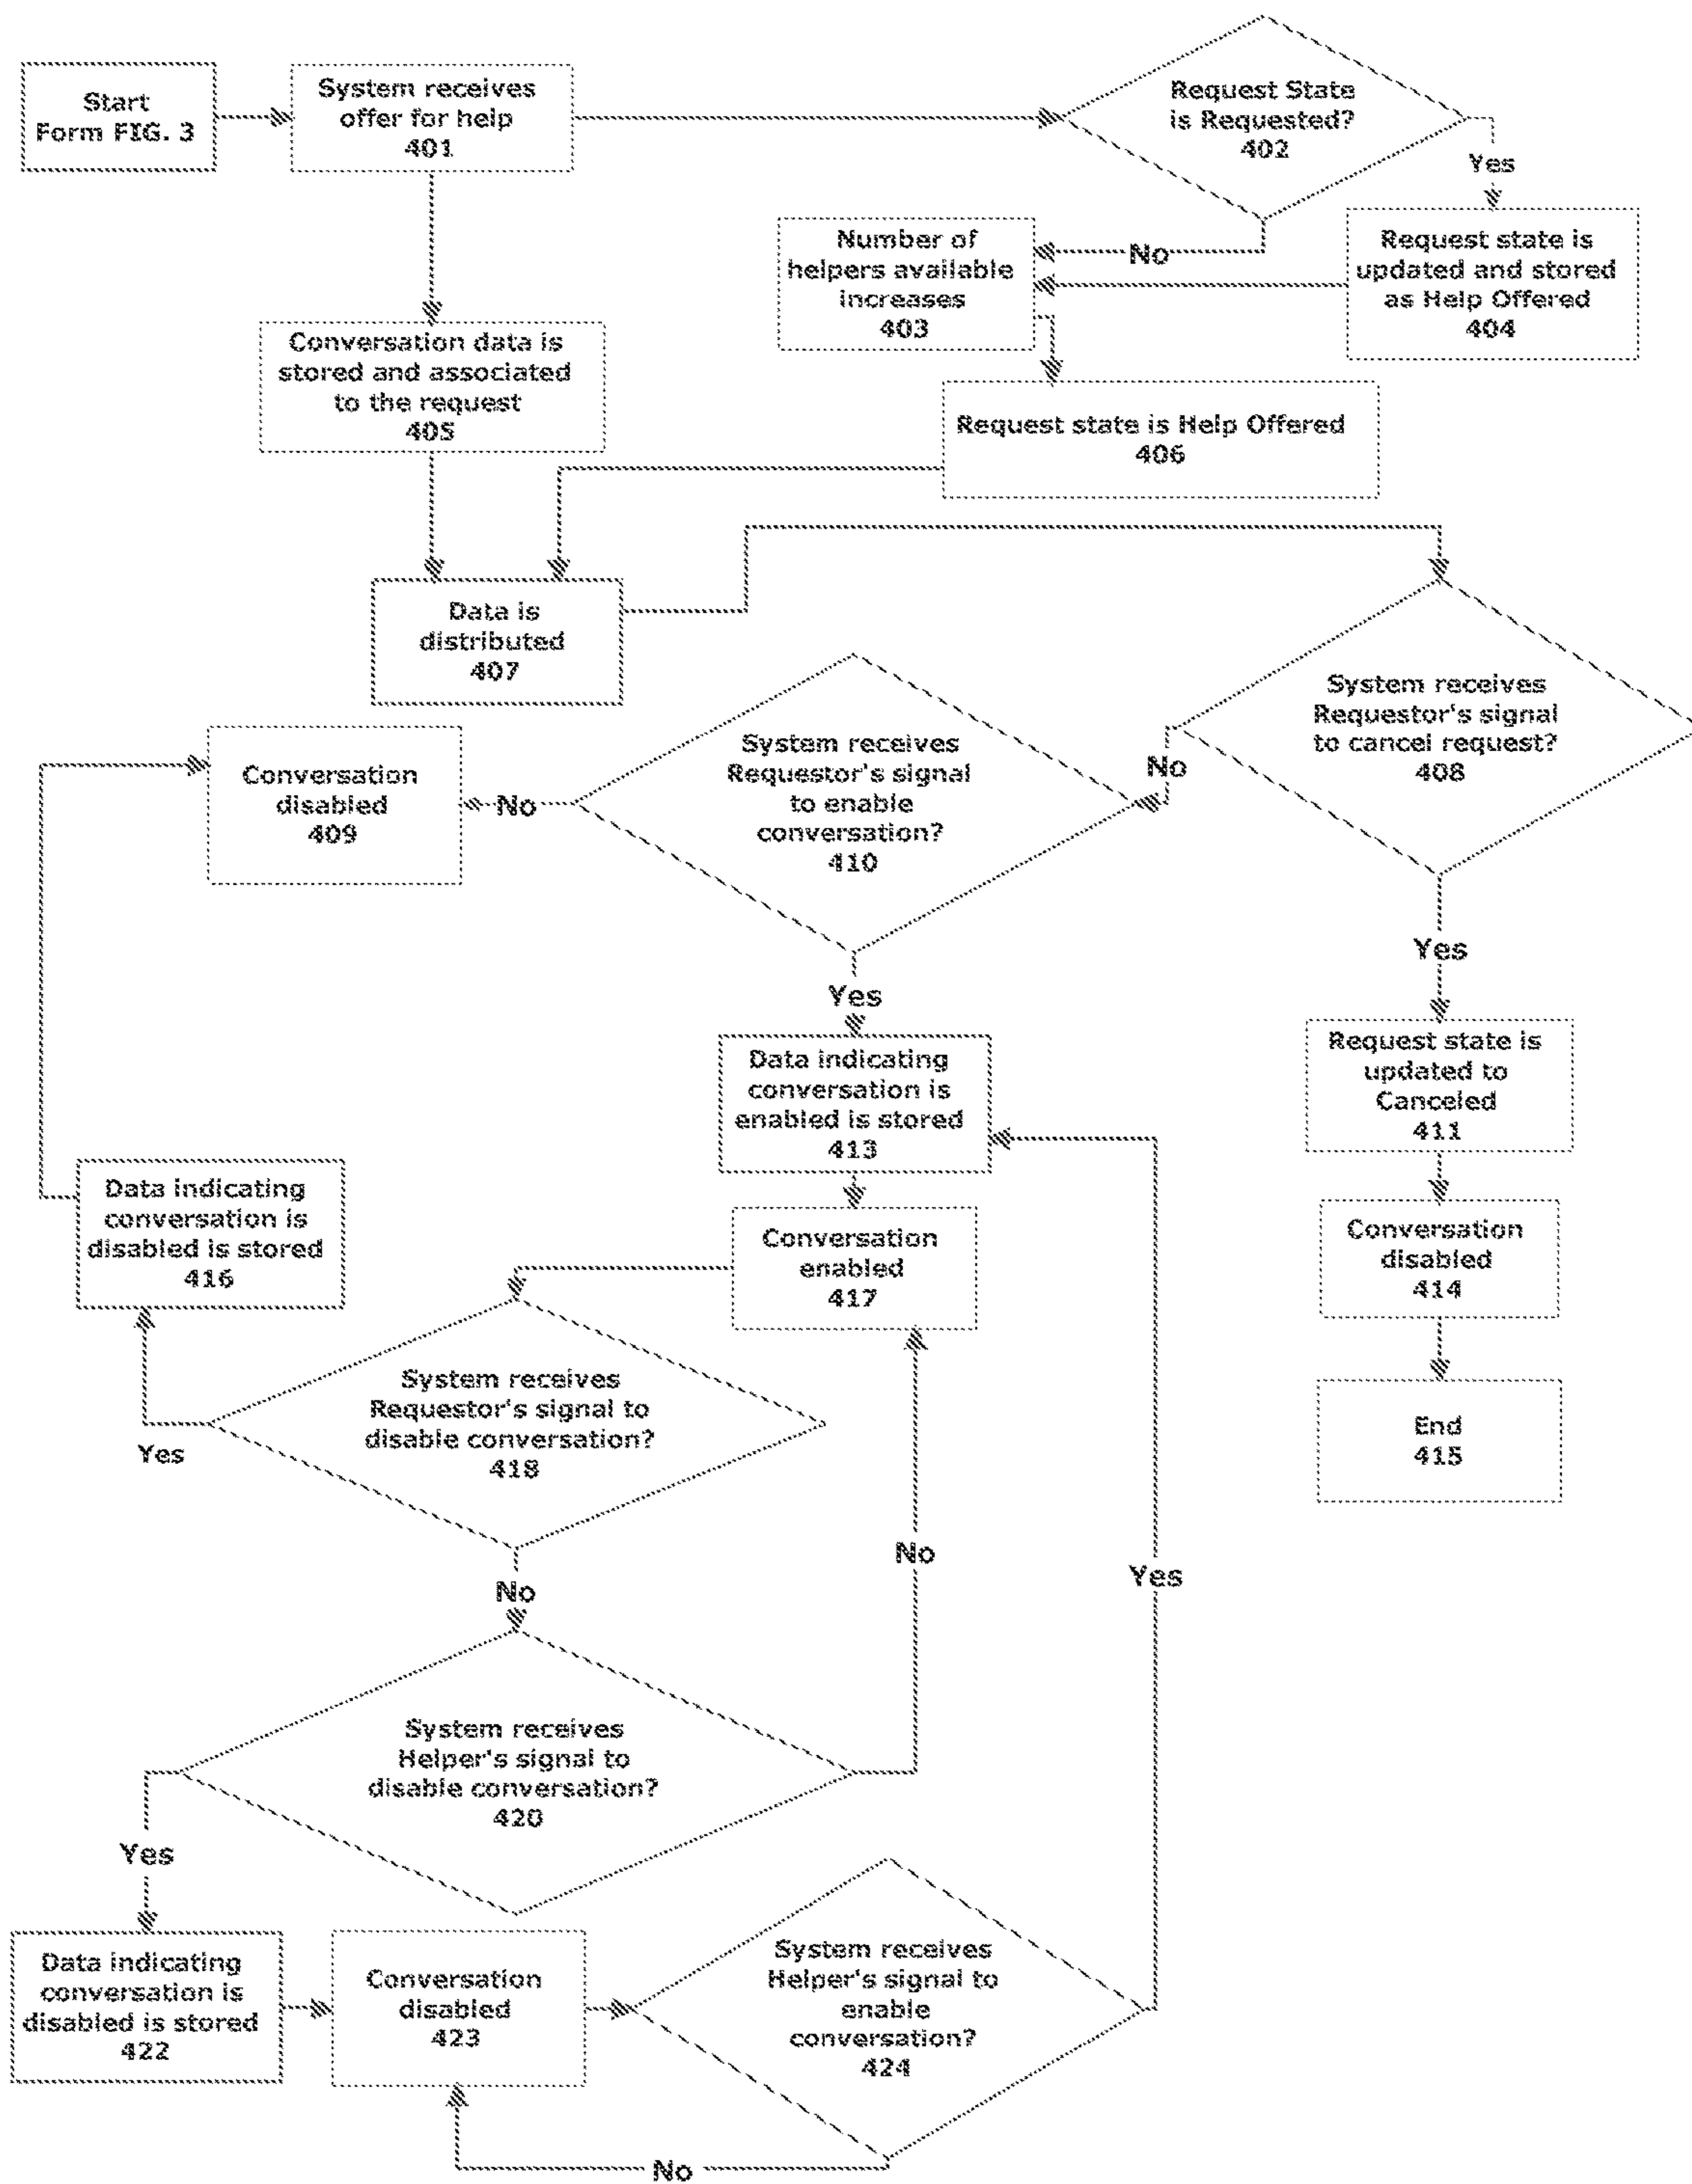 Start
Form FIG. 3
System receives
offer for help
401
Request State
is Requested?
402
Yes
No
Number of
helpers available
increases
403
Request state is
updated and stored
as Help Offered
404
Conversation data is
stored and associated
to the request
405
Request state is Help Offered
406
Data is
distributed
407
System receives
Requestor's signal
to cancel request?
408
No
System receives
Requestor's signal
to enable
conversation?
410
No
Conversation
disabled
409
Yes
Yes
Data indicating
conversation is
enabled is stored
413
Request state is
updated to
Canceled
411
Data indicating
conversation is
disabled is stored
416
Conversation
enabled
417
Conversation
disabled
414
System receives
Requestor's signal to
disable conversation?
418
Yes
End
415
No
No
Yes
System receives
Helper's signal to
disable conversation?
420
Yes
Data indicating
conversation is
disabled is stored
422
Conversation
disabled
423
System receives
Helper's signal to
enable
conversation?
424
No